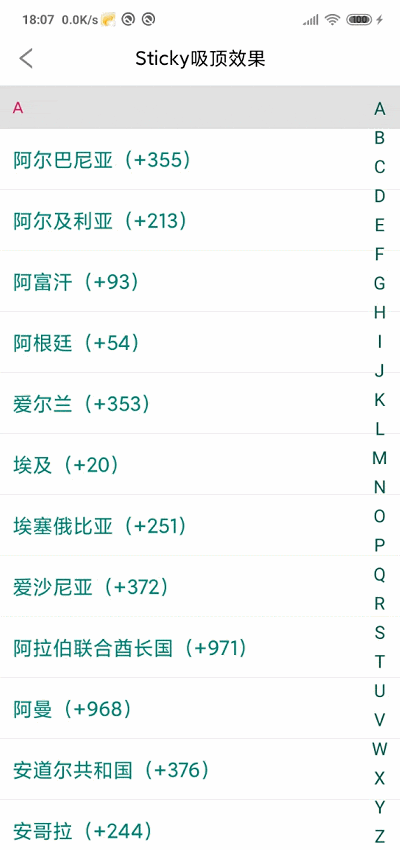 18:07 0.0K/s 100
Sticky吸顶效果
A
阿尔巴尼亚（+355）
阿尔及利亚（+213）
阿富汗（+93）
阿根廷（+54）
爱尔兰（+353）
埃及（+20）
埃塞俄比亚（+251）
爱沙尼亚（+372）
阿拉伯联合酋长国（+971）
阿曼（+968）
安道尔共和国（+376）
安哥拉（+244）
A
B
C
D
E
F
G
H
I
J
K
L
M
N
O
P
Q
R
S
T
U
V
W
X
Y
Z